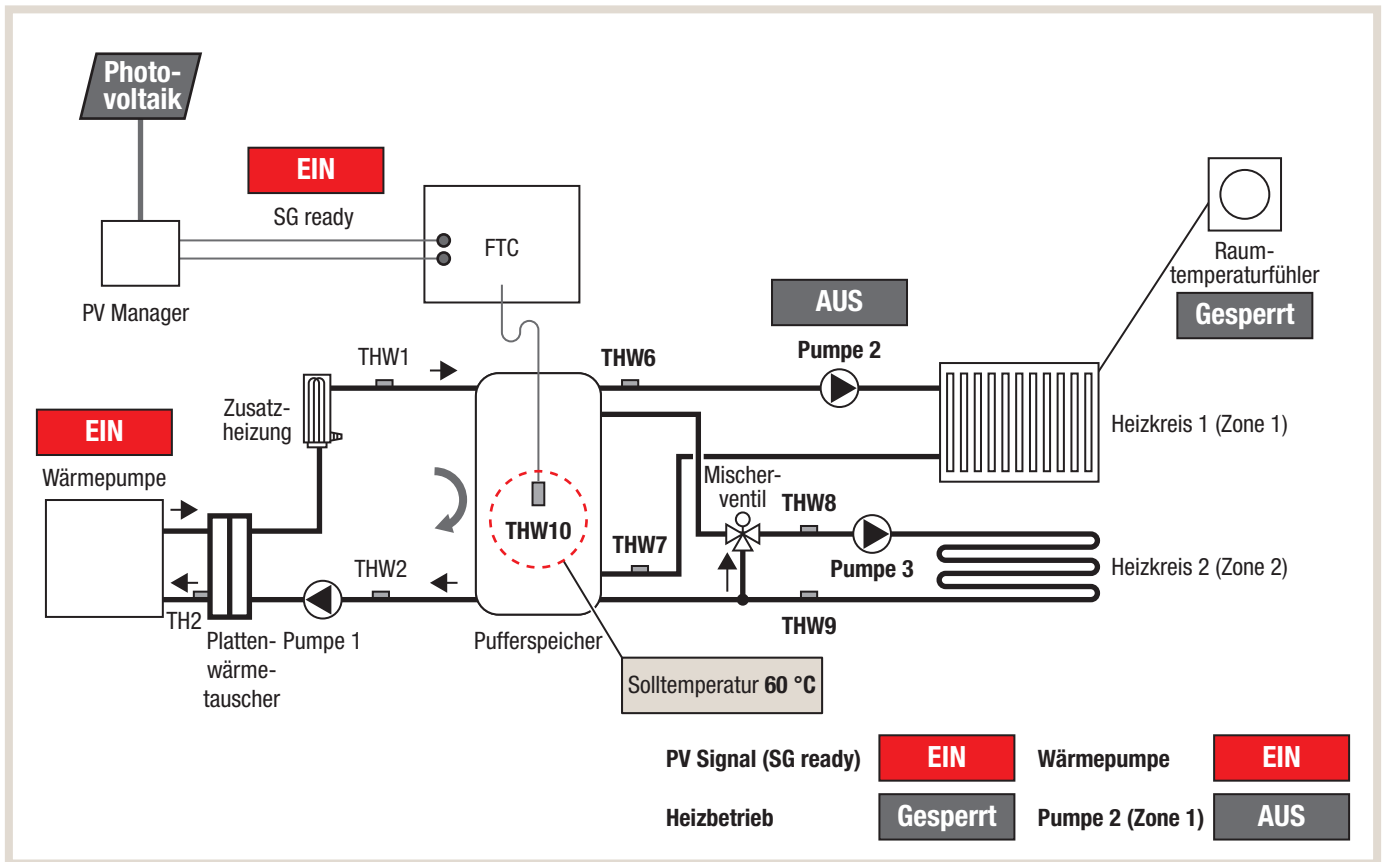 Photo-
voltaik
EIN
SG ready
FTC
PV Manager
Raum-
temperaturfühler
Gesperrt
AUS
Pumpe 2
THW1
THW6
Zusatz-
heizung
Heizkreis 1 (Zone 1)
EIN
Wärmepumpe
Mischer-
ventil
THW8
THW10
THW7
Pumpe 3
Heizkreis 2 (Zone 2)
THW2
TH2
THW9
Platten-
wärme-
tauscher
Pumpe 1
Pufferspeicher
Solltemperatur 60 °C
PV Signal (SG ready) EIN Wärmepumpe EIN
Heizbetrieb Gesperrt Pumpe 2 (Zone 1) AUS